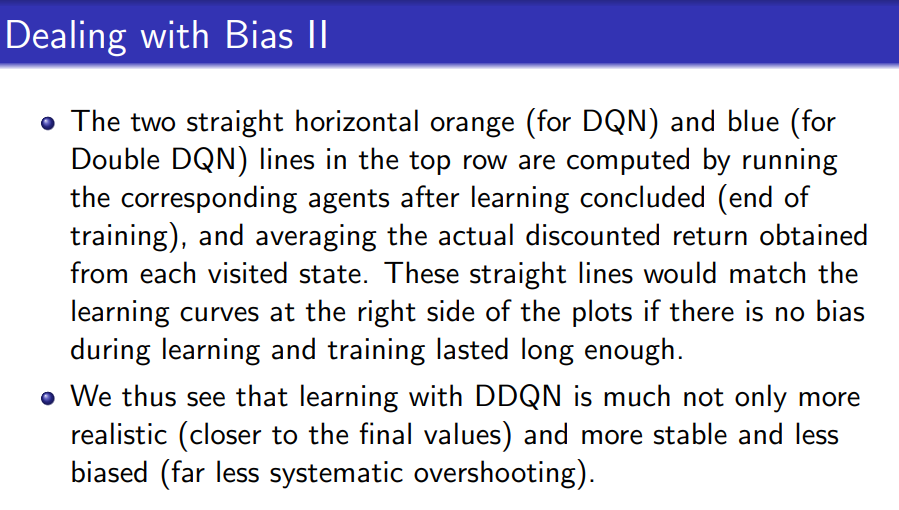 Dealing with Bias II
The two straight horizontal orange (for DQN) and blue (for
Double DQN) lines in the top row are computed by running
the corresponding agents after learning concluded (end of
training), and averaging the actual discounted return obtained
from each visited state. These straight lines would match the
learning curves at the right side of the plots if there is no bias
during learning and training lasted long enough.
We thus see that learning with DDQN is much not only more
realistic (closer to the final values) and more stable and less
biased (far less systematic overshooting).